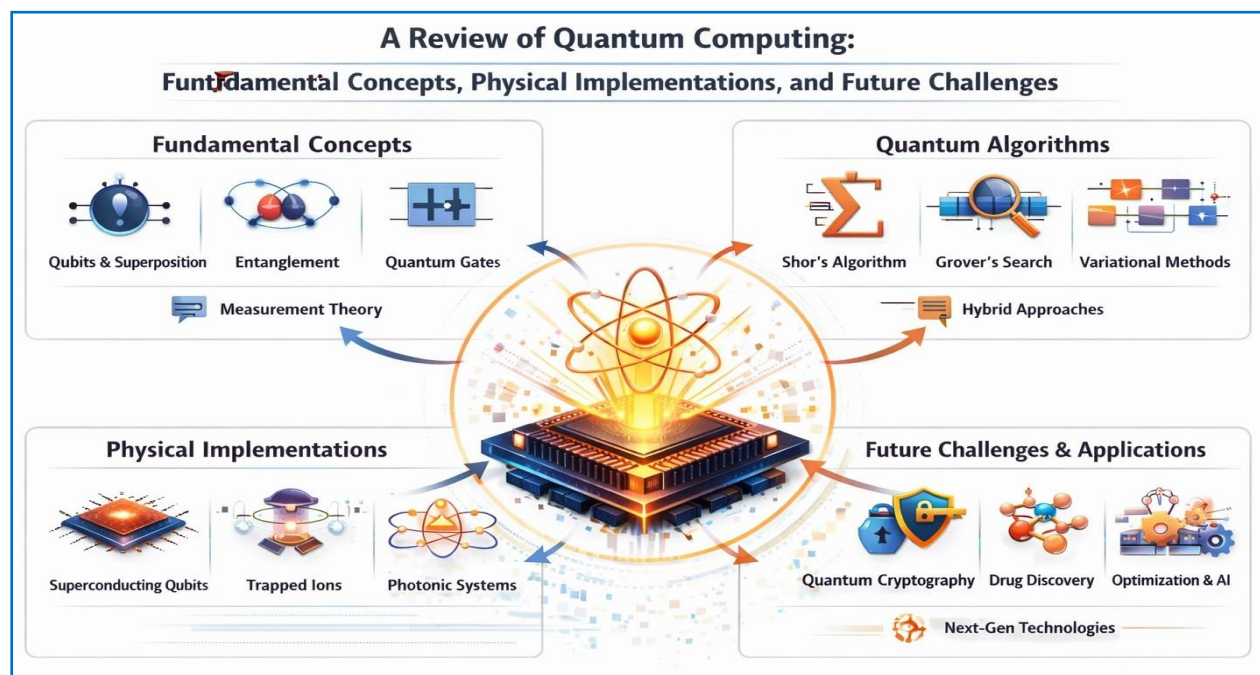 A Review of Quantum Computing:
Funtdamental Concepts, Physical Implementations, and Future Challenges
Fundamental Concepts
Qubits & Superposition
Entanglement
Quantum Gates
Measurement Theory
Quantum Algorithms
Shor's Algorithm
Grover's Search
Variational Methods
Hybrid Approaches
Physical Implementations
Superconducting Qubits
Trapped Ions
Photonic Systems
Future Challenges & Applications
Quantum Cryptography
Drug Discovery
Optimization & AI
Next-Gen Technologies